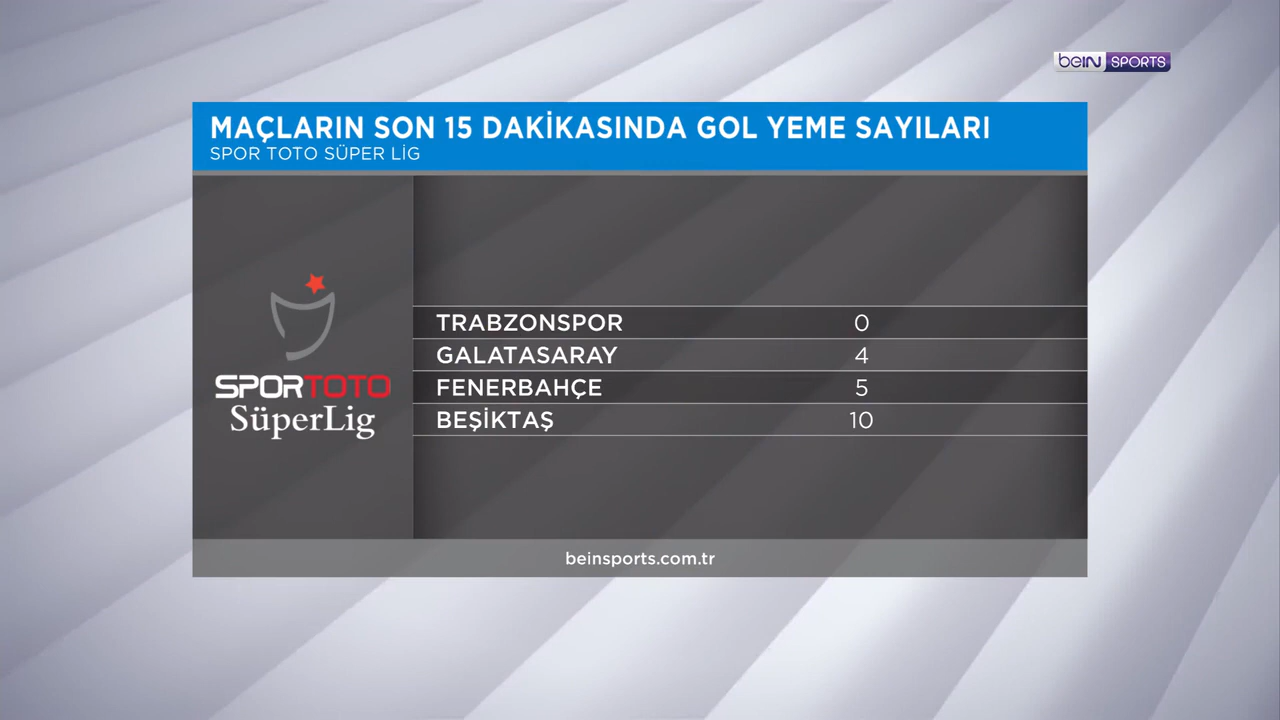 beIN SPORTS
MAÇLARIN SON 15 DAKİKASINDA GOL YEME SAYILARI
SPOR TOTO SÜPER LİG
SPORTOTO
SüperLig
TRABZONSPOR 0
GALATASARAY 4
FENERBAHÇE 5
BEŞİKTAŞ 10
beinsports.com.tr